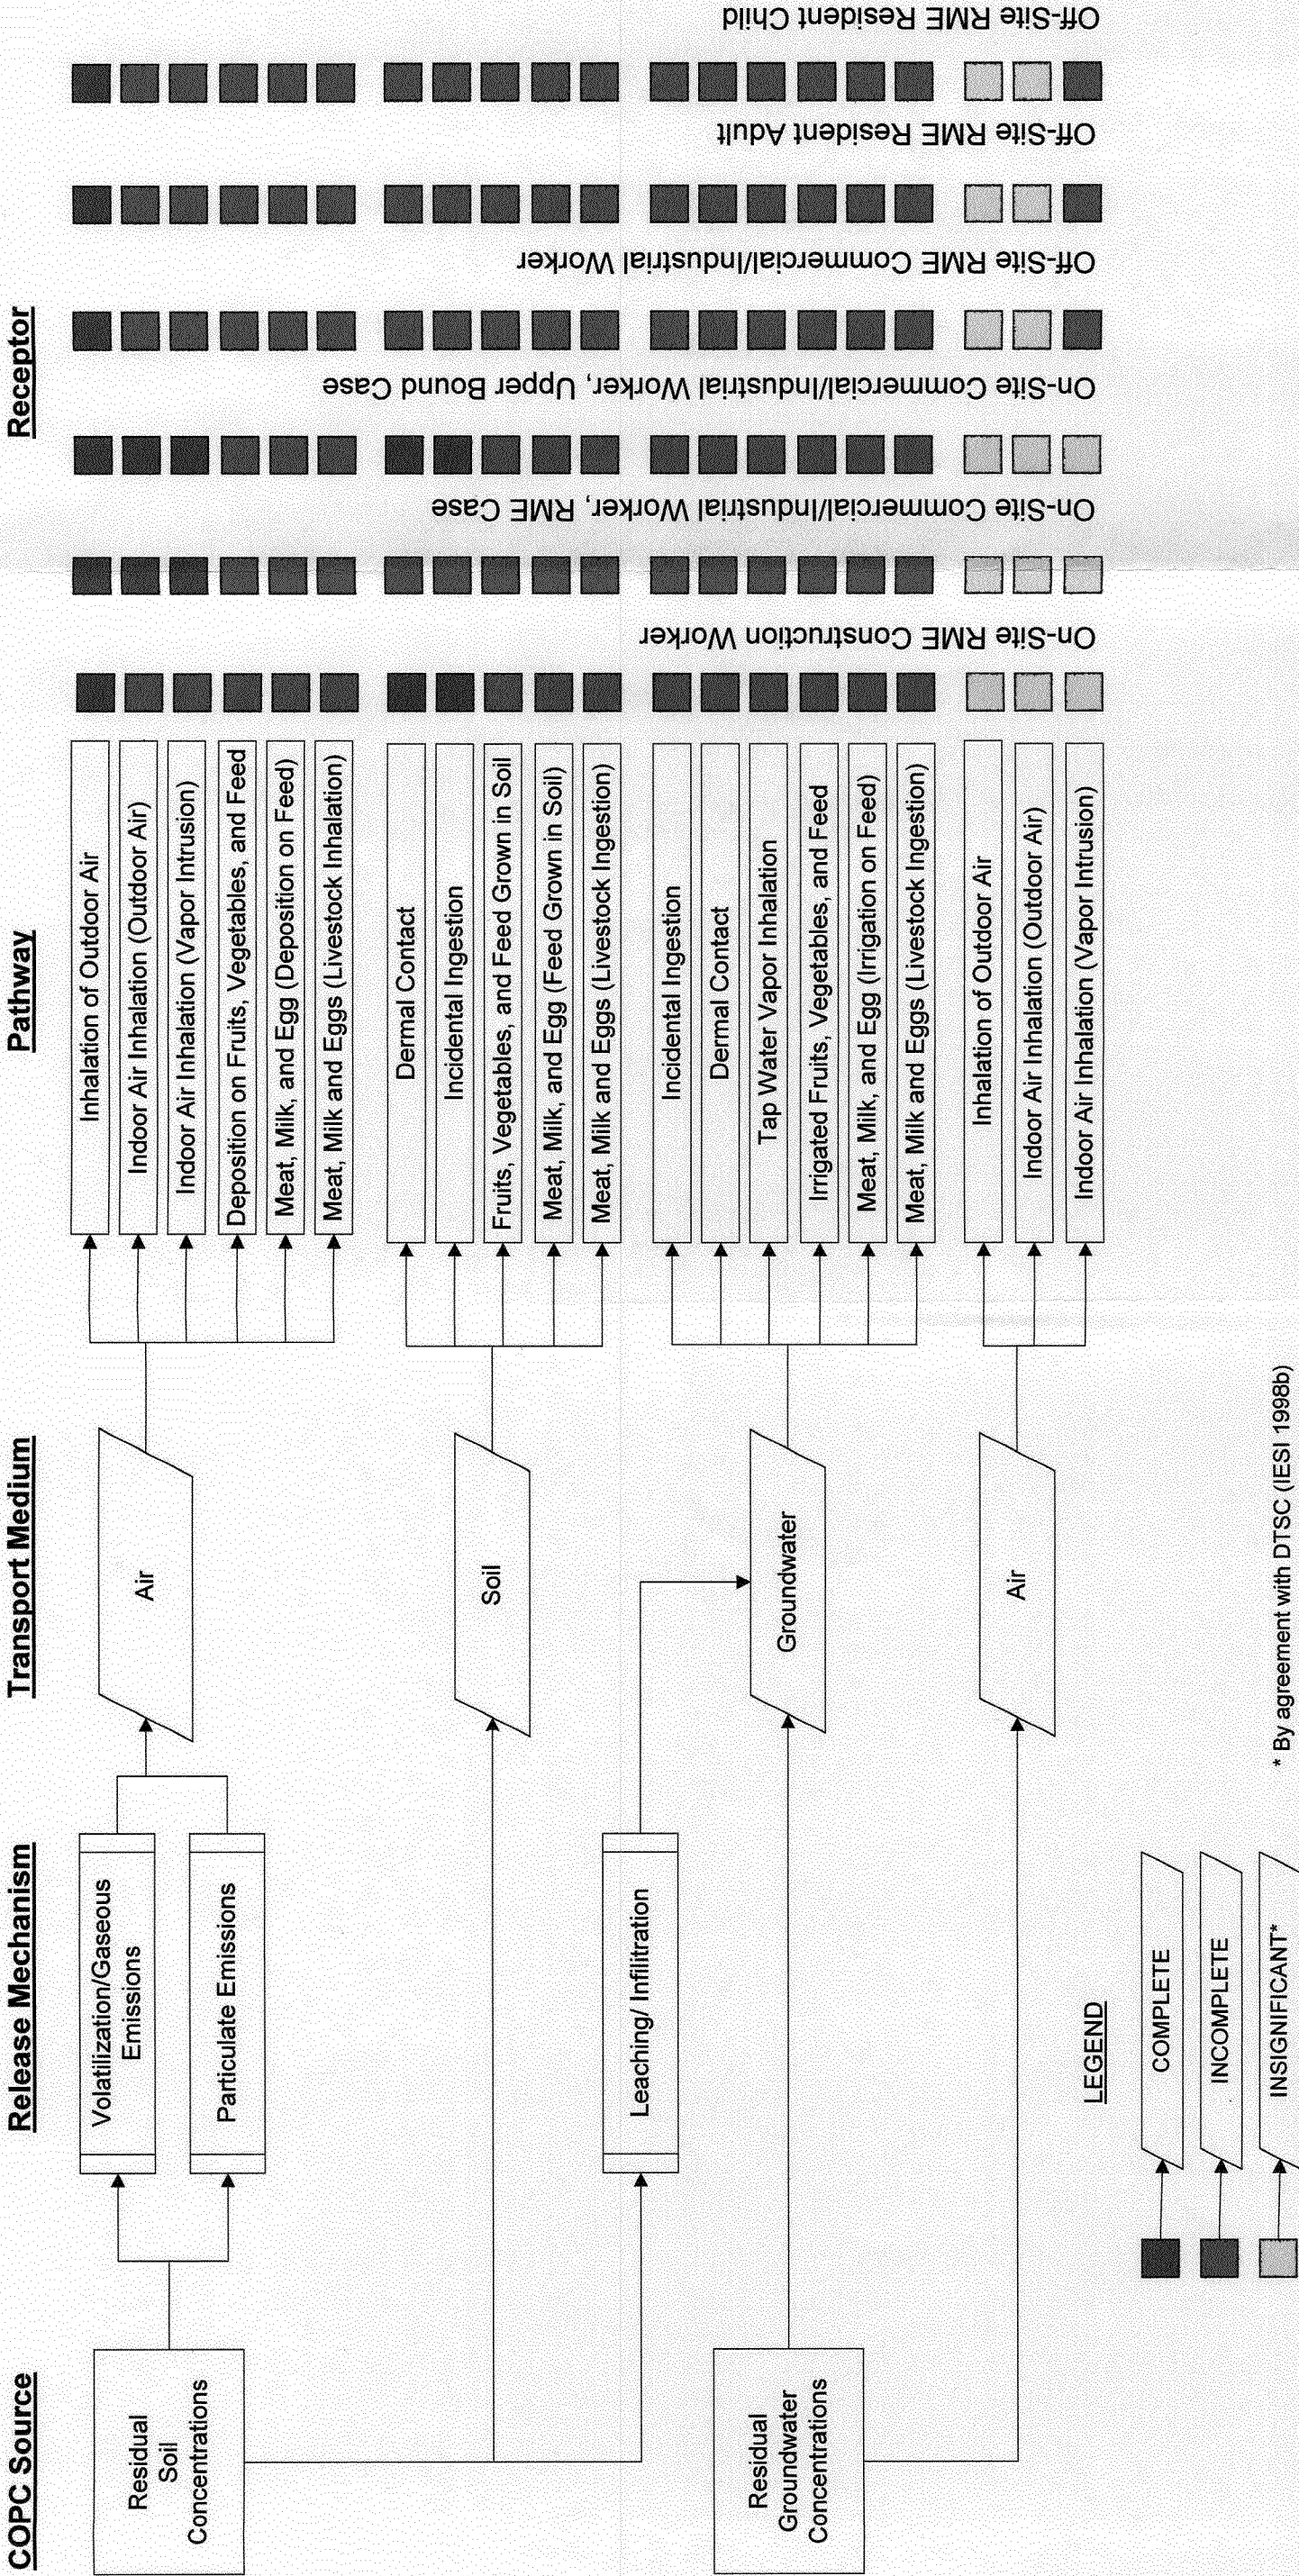 COPC Source
Release Mechanism
Transport Medium
Pathway
Receptor
Residual
Soil
Concentrations
Volatilization/Gaseous
Emissions
Particulate Emissions
Air
Inhalation of Outdoor Air
Indoor Air Inhalation (Outdoor Air)
Indoor Air Inhalation (Vapor Intrusion)
Deposition on Fruits, Vegetables, and Feed
Meat, Milk, and Egg (Deposition on Feed)
Meat, Milk and Eggs (Livestock Inhalation)
Soil
Dermal Contact
Incidental Ingestion
Fruits, Vegetables, and Feed Grown in Soil
Meat, Milk, and Egg (Feed Grown in Soil)
Meat, Milk and Eggs (Livestock Ingestion)
Leaching/ Infilitration
Residual
Groundwater
Concentrations
Groundwater
Incidental Ingestion
Dermal Contact
Tap Water Vapor Inhalation
Irrigated Fruits, Vegetables, and Feed
Meat, Milk, and Egg (Irrigation on Feed)
Meat, Milk and Eggs (Livestock Ingestion)
Air
Inhalation of Outdoor Air
Indoor Air Inhalation (Outdoor Air)
Indoor Air Inhalation (Vapor Intrusion)
On-Site RME Construction Worker
On-Site Commercial/Industrial Worker, RME Case
On-Site Commercial/Industrial Worker, Upper Bound Case
Off-Site RME Commercial/Industrial Worker
Off-Site RME Resident Adult
Off-Site RME Resident Child
LEGEND
COMPLETE
INCOMPLETE
INSIGNIFICANT*
* By agreement with DTSC (IESI 1998b)